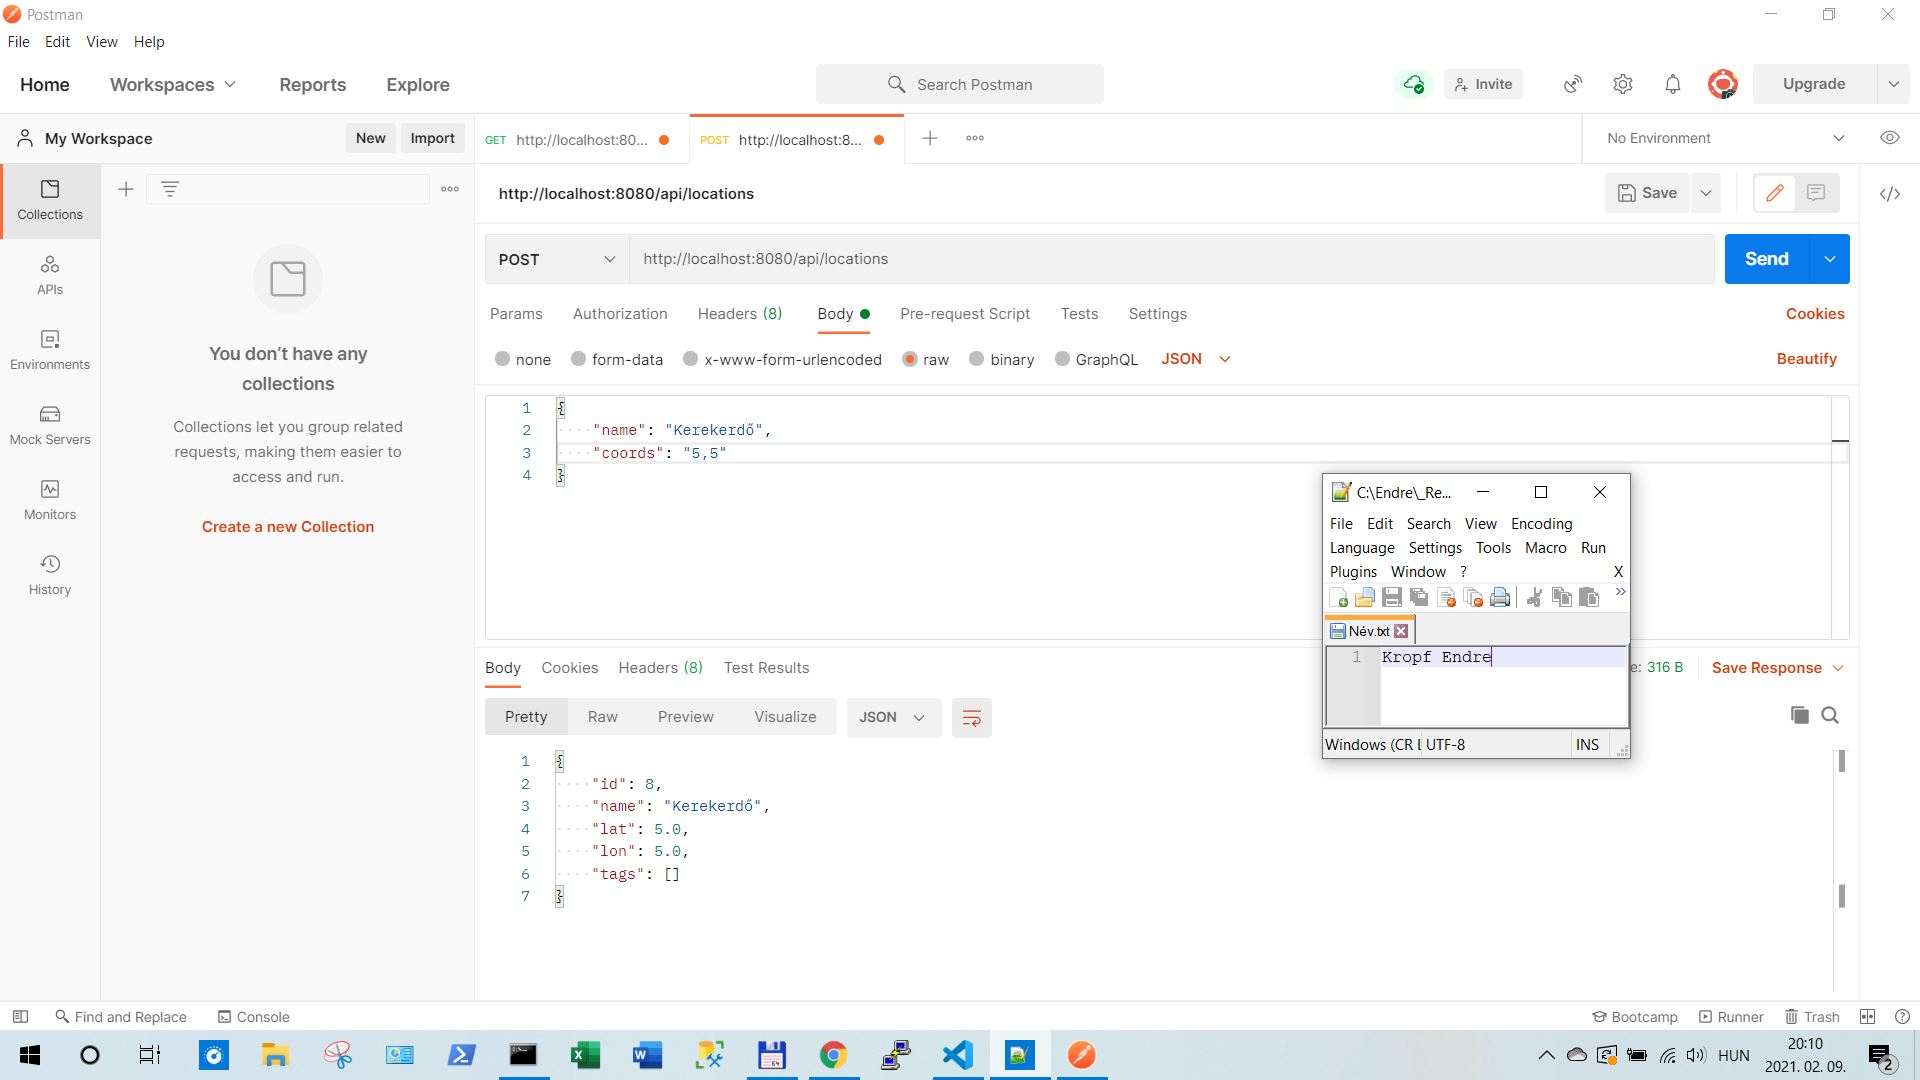 Postman
File Edit View Help
Home Workspaces Reports Explore Search Postman Invite Upgrade
My Workspace New Import GET http://localhost:80... POST http://localhost:8... No Environment
http://localhost:8080/api/locations Save
POST http://localhost:8080/api/locations Send
Params Authorization Headers (8) Body Pre-request Script Tests Settings Cookies
none form-data x-www-form-urlencoded raw binary GraphQL JSON Beautify
Collections
APIs
Environments
Mock Servers
Monitors
History
You don’t have any
collections
Collections let you group related
requests, making them easier to
access and run.
Create a new Collection
1 {
2 "name": "Kerekerdő",
3 "coords": "5,5"
4 }
C:\Endre\_Re...
File Edit Search View Encoding
Language Settings Tools Macro Run
Plugins Window ? X
Név.txt
1 Kropf Endre
Windows (CR L UTF-8 INS
Body Cookies Headers (8) Test Results e: 316 B Save Response
Pretty Raw Preview Visualize JSON
1 {
2 "id": 8,
3 "name": "Kerekerdő",
4 "lat": 5.0,
5 "lon": 5.0,
6 "tags": []
7 }
Find and Replace Console Bootcamp Runner Trash
HUN 20:10
2021. 02. 09.
2